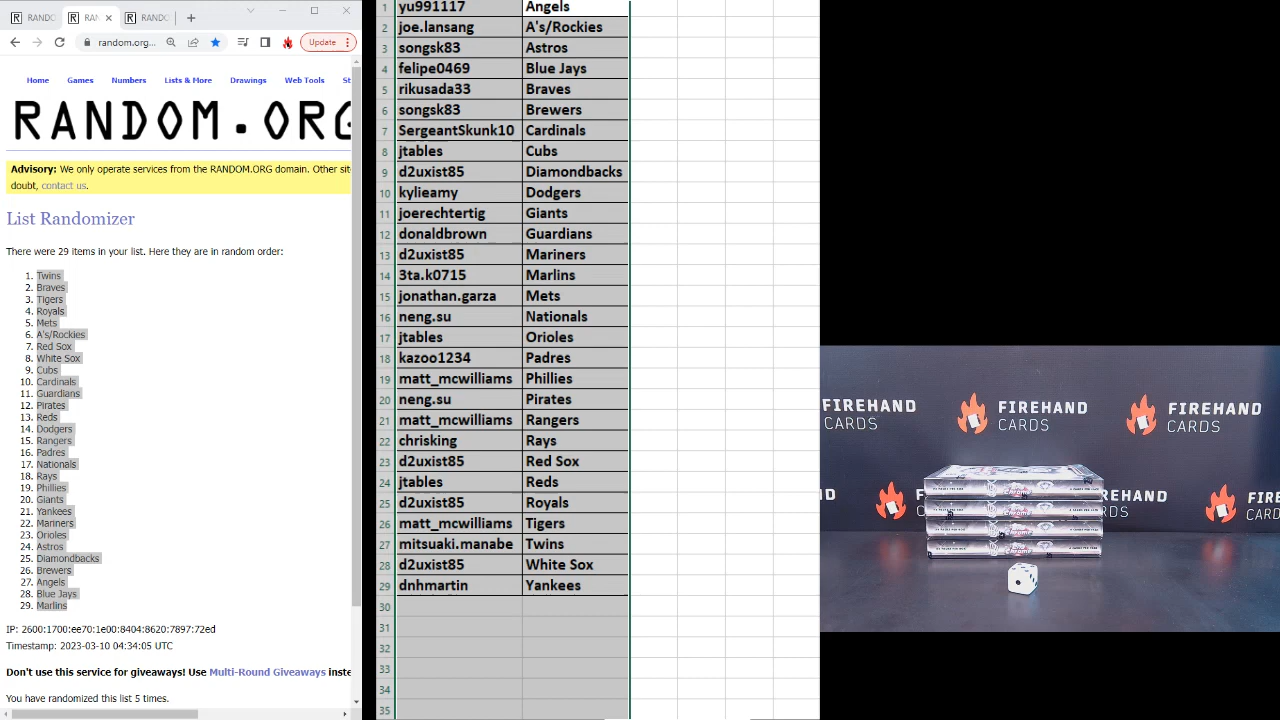 RANDO
RAN
RANDO
random.org...
Update
Home Games Numbers Lists & More Drawings Web Tools St
RANDOM.ORG
Advisory: We only operate services from the RANDOM.ORG domain. Other sit
doubt, contact us.
List Randomizer
There were 29 items in your list. Here they are in random order:
1. Twins
2. Braves
3. Tigers
4. Royals
5. Mets
6. A's/Rockies
7. Red Sox
8. White Sox
9. Cubs
10. Cardinals
11. Guardians
12. Pirates
13. Reds
14. Dodgers
15. Rangers
16. Padres
17. Nationals
18. Rays
19. Phillies
20. Giants
21. Yankees
22. Mariners
23. Orioles
24. Astros
25. Diamondbacks
26. Brewers
27. Angels
28. Blue Jays
29. Marlins
IP: 2600:1700:ee70:1e00:8404:8620:7897:72ed
Timestamp: 2023-03-10 04:34:05 UTC
Don't use this service for giveaways! Use Multi-Round Giveaways inste
You have randomized this list 5 times.
1 yu991117 Angels
2 joe.lansang A's/Rockies
3 songsk83 Astros
4 felipe0469 Blue Jays
5 rikusada33 Braves
6 songsk83 Brewers
7 SergeantSkunk10 Cardinals
8 jtables Cubs
9 d2uxist85 Diamondbacks
10 kylieamy Dodgers
11 joerechtertig Giants
12 donaldbrown Guardians
13 d2uxist85 Mariners
14 3ta.k0715 Marlins
15 jonathan.garza Mets
16 neng.su Nationals
17 jtables Orioles
18 kazoo1234 Padres
19 matt_mcwilliams Phillies
20 neng.su Pirates
21 matt_mcwilliams Rangers
22 chrisking Rays
23 d2uxist85 Red Sox
24 jtables Reds
25 d2uxist85 Royals
26 matt_mcwilliams Tigers
27 mitsuaki.manabe Twins
28 d2uxist85 White Sox
29 dnhmartin Yankees
30
31
32
33
34
35
FIREHAND
CARDS
FIREHAND
CARDS
FIREHAND
CARDS
ND
FIREHAND
CARDS
REHAND
CARDS
FIRE
CARD